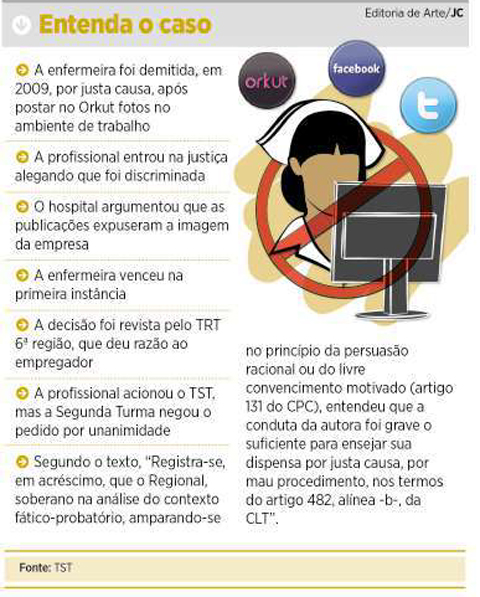 Editoria de Arte/JC
Entenda o caso
A enfermeira foi demitida, em
2009, por justa causa, após
postar no Orkut fotos no
ambiente de trabalho
A profissional entrou na justiça
alegando que foi discriminada
O hospital argumentou que as
publicações expuseram a imagem
da empresa
A enfermeira venceu na
primeira instância
A decisão foi revista pelo TRT
6ª região, que deu razão ao
empregador
A profissional acionou o TST,
mas a Segunda Turma negou o
pedido por unanimidade
Segundo o texto, “Registra-se,
em acréscimo, que o Regional,
soberano na análise do contexto
fático-probatório, amparando-se
orkut
facebook
t
no princípio da persuasão
racional ou do livre
convencimento motivado (artigo
131 do CPC), entendeu que a
conduta da autora foi grave o
suficiente para ensejar sua
dispensa por justa causa, por
mau procedimento, nos termos
do artigo 482, alínea -b-, da
CLT”.
Fonte: TST